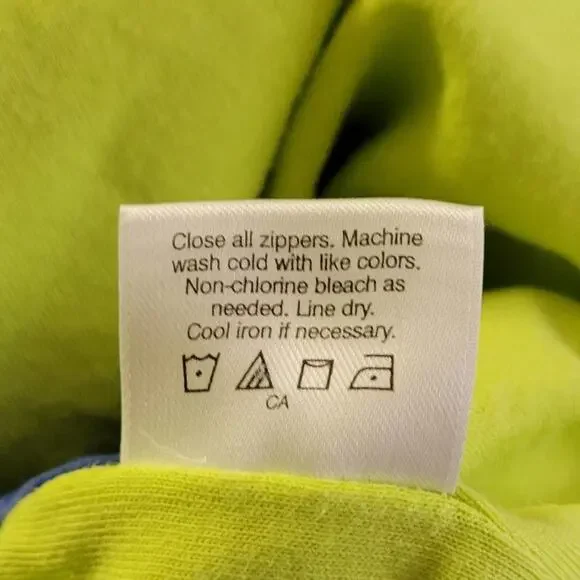 Close all zippers. Machine
wash cold with like colors.
Non-chlorine bleach as
needed. Line dry.
Cool iron if necessary.
CA